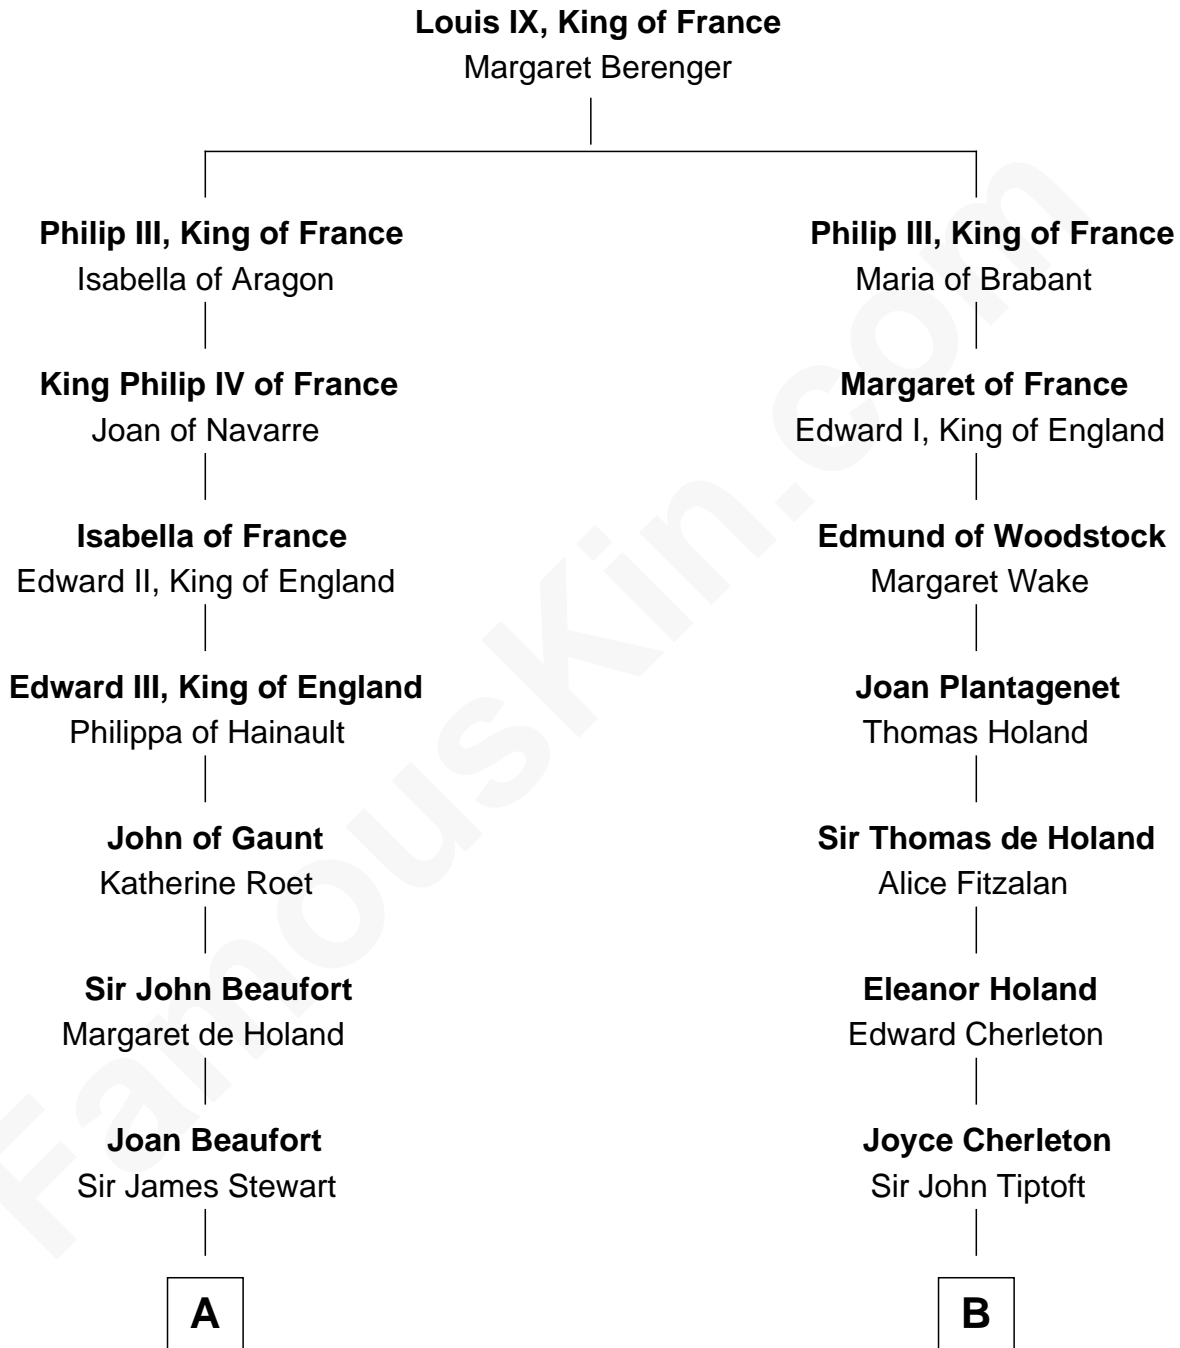 Louis IX, King of France
Margaret Berenger
Philip III, King of France
Isabella of Aragon
Philip III, King of France
Maria of Brabant
King Philip IV of France
Joan of Navarre
Margaret of France
Edward I, King of England
Isabella of France
Edward II, King of England
Edmund of Woodstock
Margaret Wake
Edward III, King of England
Philippa of Hainault
Joan Plantagenet
Thomas Holand
John of Gaunt
Katherine Roet
Sir Thomas de Holand
Alice Fitzalan
Sir John Beaufort
Margaret de Holand
Eleanor Holand
Edward Cherleton
Joan Beaufort
Sir James Stewart
Joyce Cherleton
Sir John Tiptoft
A
B
FamousKin.com